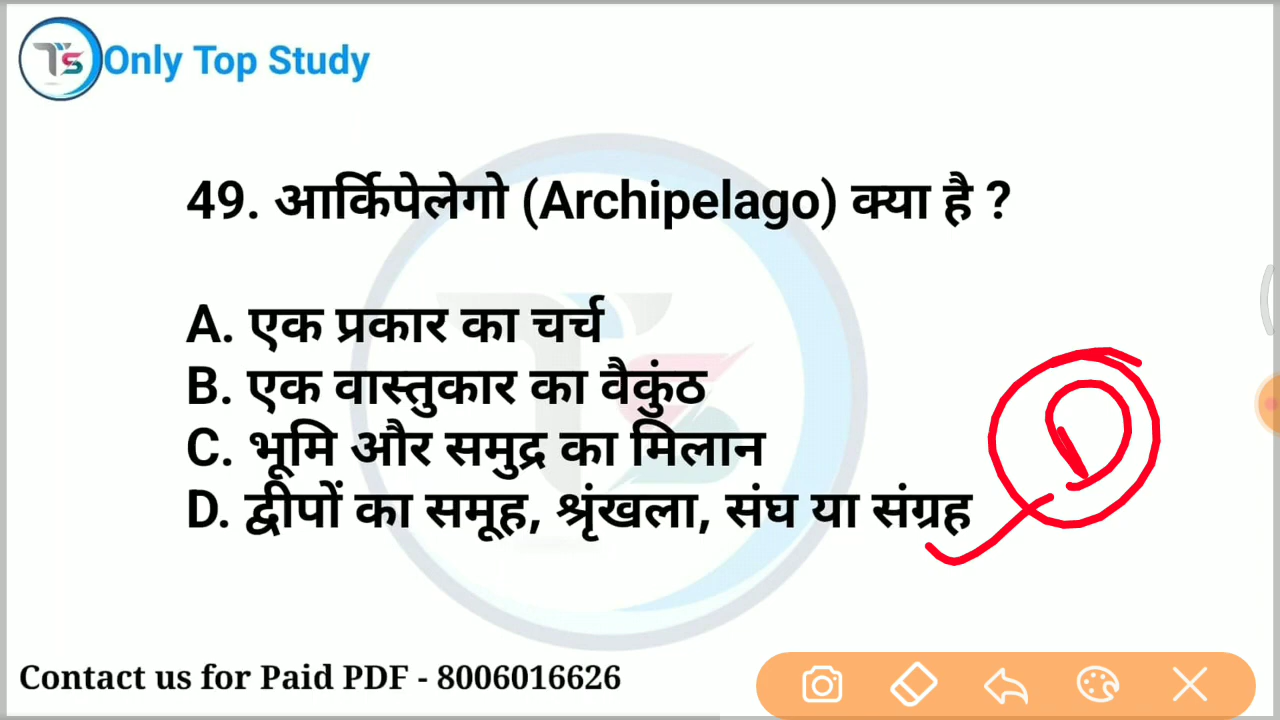 TS Only Top Study
49. आर्किपेलेगो (Archipelago) क्या है ?
A. एक प्रकार का चर्च
B. एक वास्तुकार का वैकुंठ
C. भूमि और समुद्र का मिलान
D. द्वीपों का समूह, श्रृंखला, संघ या संग्रह
D
Contact us for Paid PDF - 8006016626